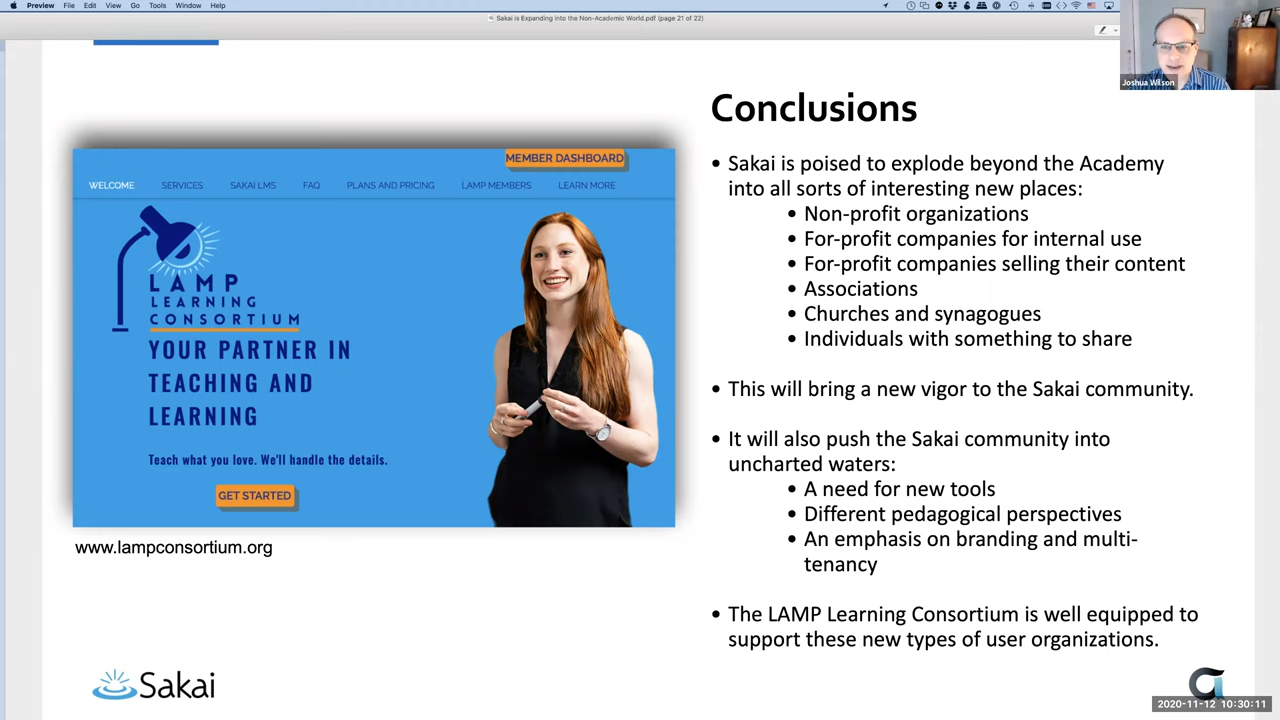 Preview File Edit View Go Tools Window Help
Sakai is Expanding into the Non-Academic World.pdf (page 21 of 22)
Joshua Wilson
MEMBER DASHBOARD
WELCOME SERVICES SAKAI LMS FAQ PLANS AND PRICING LAMP MEMBERS LEARN MORE
LAMP
LEARNING
CONSORTIUM
YOUR PARTNER IN
TEACHING AND
LEARNING
Teach what you love. We'll handle the details.
GET STARTED
www.lampconsortium.org
Conclusions
• Sakai is poised to explode beyond the Academy
into all sorts of interesting new places:
• Non-profit organizations
• For-profit companies for internal use
• For-profit companies selling their content
• Associations
• Churches and synagogues
• Individuals with something to share
• This will bring a new vigor to the Sakai community.
• It will also push the Sakai community into
uncharted waters:
• A need for new tools
• Different pedagogical perspectives
• An emphasis on branding and multi-
tenancy
• The LAMP Learning Consortium is well equipped to
support these new types of user organizations.
Sakai
2020-11-12 10:30:11